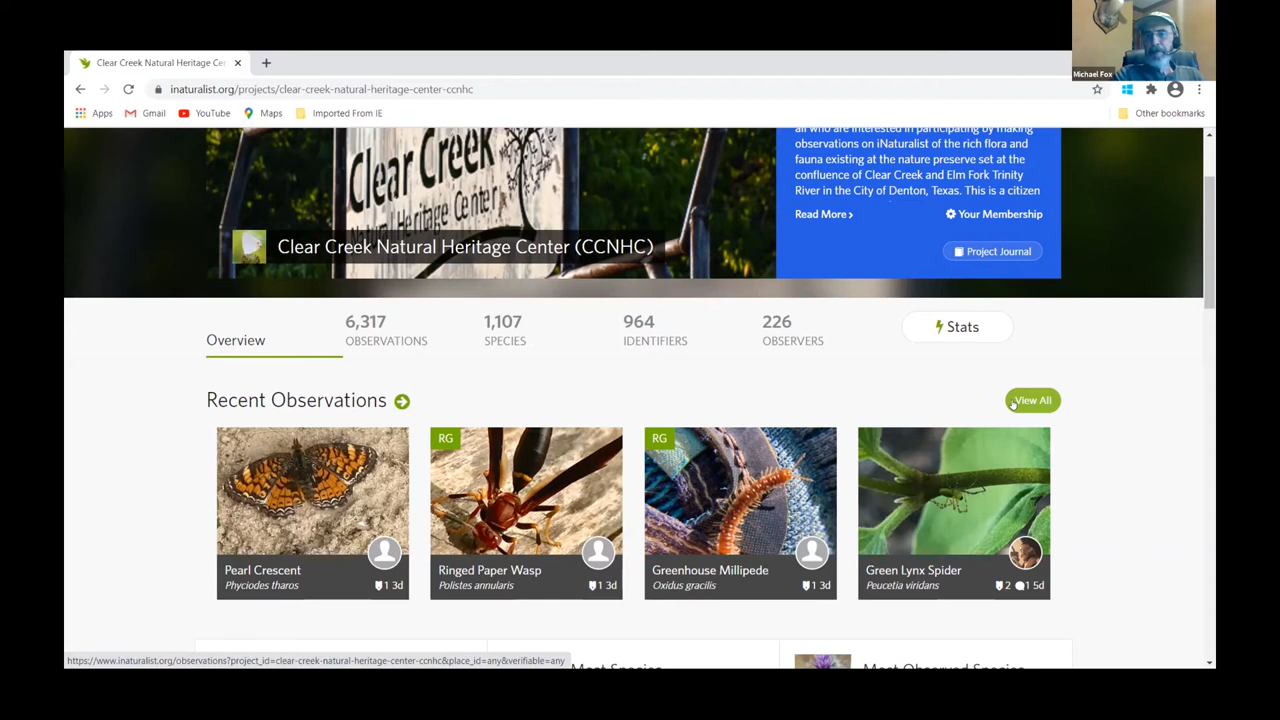 Clear Creek Natural Heritage Cer
Michael Fox
inaturalist.org/projects/clear-creek-natural-heritage-center-ccnhc
Apps Gmail YouTube Maps Imported From IE Other bookmarks
Clear Creek
Natural Heritage Center
all who are interested in participating by making
observations on iNaturalist of the rich flora and
fauna existing at the nature preserve set at the
confluence of Clear Creek and Elm Fork Trinity
River in the City of Denton, Texas. This is a citizen
Read More > Your Membership
Project Journal
Clear Creek Natural Heritage Center (CCNHC)
Overview
6,317
OBSERVATIONS
1,107
SPECIES
964
IDENTIFIERS
226
OBSERVERS
Stats
Recent Observations
View All
Pearl Crescent
Phyciodes tharos
1 3d
RG
Ringed Paper Wasp
Polistes annularis
1 3d
RG
Greenhouse Millipede
Oxidus gracilis
1 3d
Green Lynx Spider
Peucetia viridans
2 1 5d
https://www.inaturalist.org/observations?project_id=clear-creek-natural-heritage-center-ccnhc&place_id=any&verifiable=any
Most Species
Most Observed Species